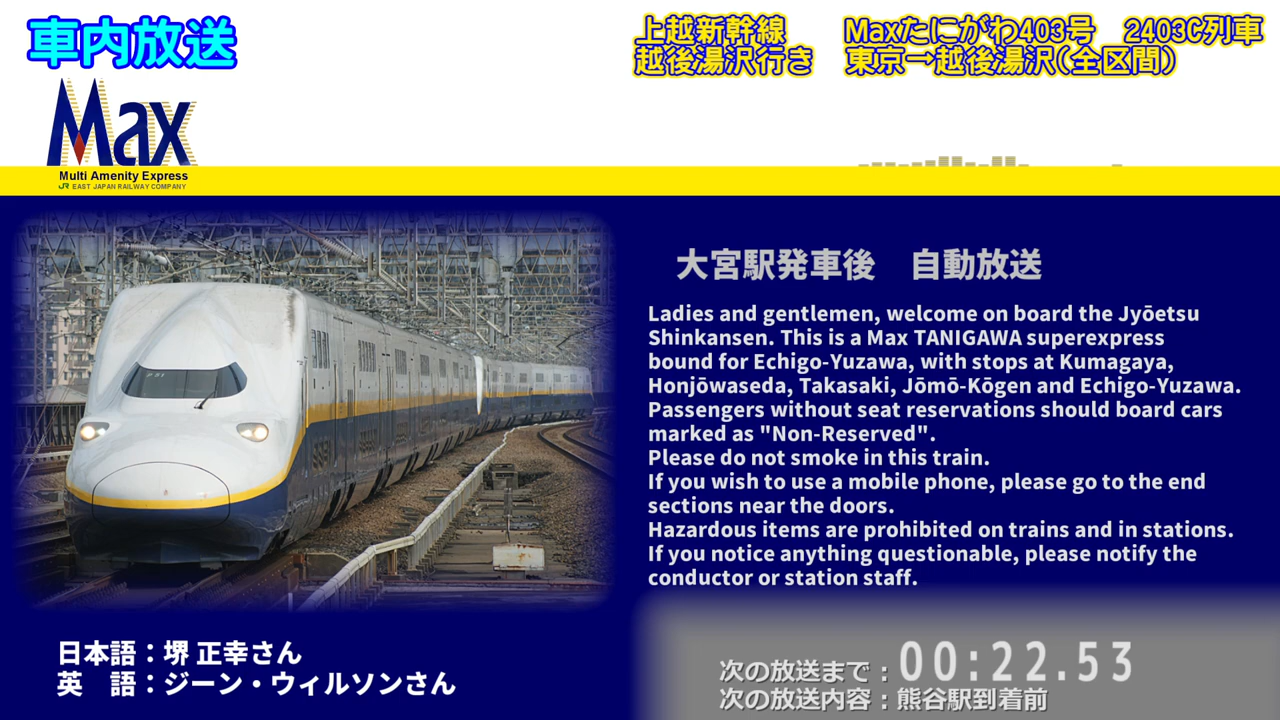 車内放送
上越新幹線　Maxたにがわ403号　2403C列車
越後湯沢行き　東京→越後湯沢(全区間)
Max
Multi Amenity Express
JR EAST JAPAN RAILWAY COMPANY
大宮駅発車後　自動放送
Ladies and gentlemen, welcome on board the Jyōetsu
Shinkansen. This is a Max TANIGAWA superexpress
bound for Echigo-Yuzawa, with stops at Kumagaya,
Honjōwaseda, Takasaki, Jōmō-Kōgen and Echigo-Yuzawa.
Passengers without seat reservations should board cars
marked as "Non-Reserved".
Please do not smoke in this train.
If you wish to use a mobile phone, please go to the end
sections near the doors.
Hazardous items are prohibited on trains and in stations.
If you notice anything questionable, please notify the
conductor or station staff.
日本語：堺 正幸さん
英　語：ジーン・ウィルソンさん
次の放送まで：00:22.53
次の放送内容：熊谷駅到着前